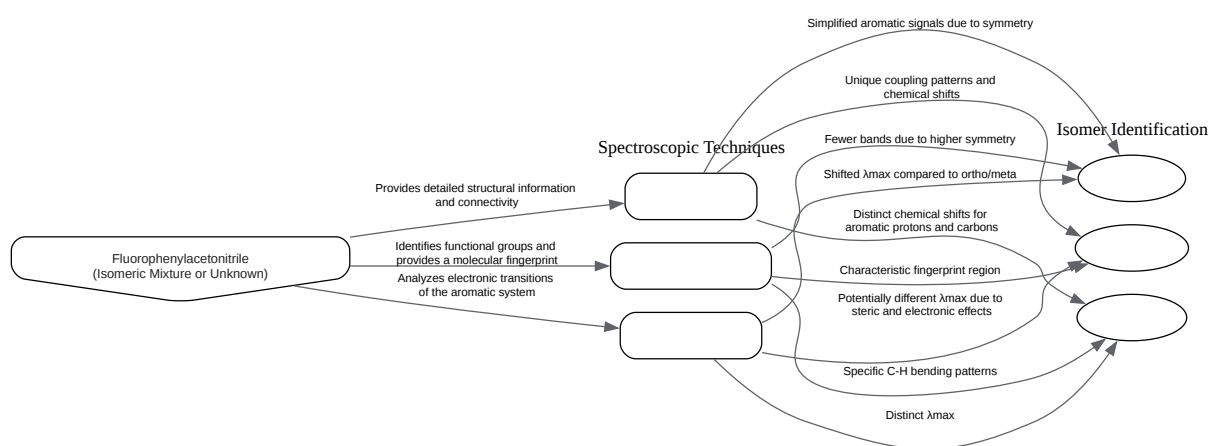 Simplified aromatic signals due to symmetry
Unique coupling patterns and
chemical shifts
Isomer Identification
Fewer bands due to higher symmetry
Spectroscopic Techniques
Shifted λmax compared to ortho/meta
Provides detailed structural information
and connectivity
Distinct chemical shifts for
aromatic protons and carbons
Identifies functional groups and
provides a molecular fingerprint
Fluorophenylacetonitrile
(Isomeric Mixture or Unknown)
Characteristic fingerprint region
Analyzes electronic transitions
of the aromatic system
Potentially different λmax due to
steric and electronic effects
Specific C-H bending patterns
Distinct λmax